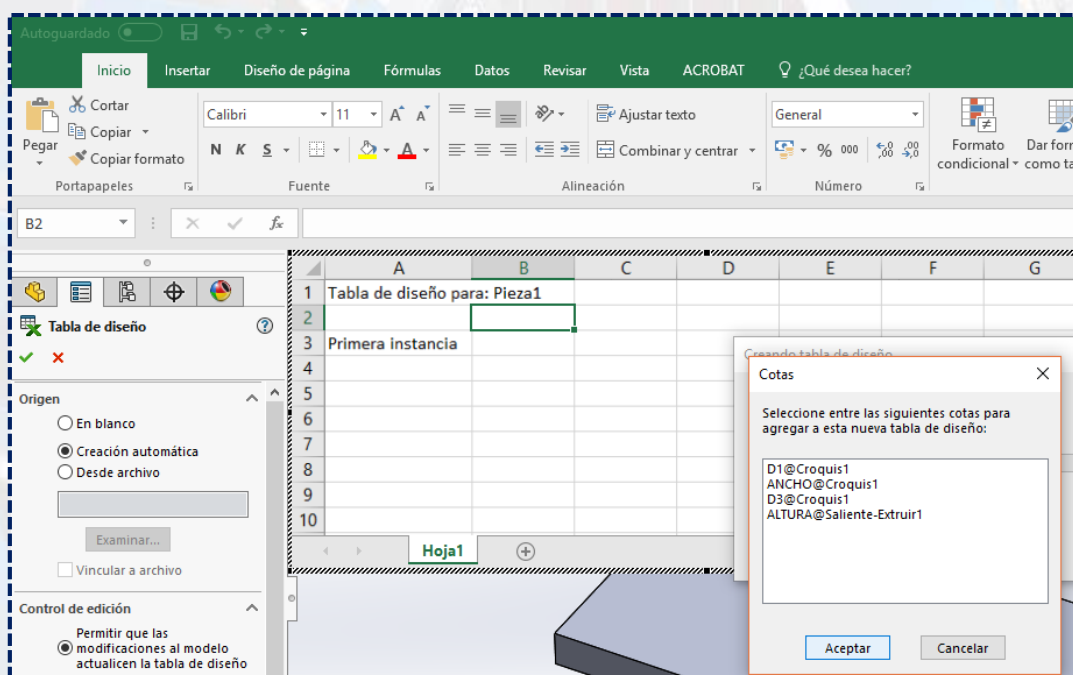 Autoguardado
Inicio Insertar Diseño de página Fórmulas Datos Revisar Vista ACROBAT ¿Qué desea hacer?
Pegar
Cortar
Copiar
Copiar formato
Portapapeles
Calibri 11
N K S
Fuente
Ajustar texto
Combinar y centrar
Alineación
General
% 000
Número
Formato
condicional
Dar for
como ta
B2 fx
A B C D E F G
1 Tabla de diseño para: Pieza1
2
3 Primera instancia
4
5
6
7
8
9
10
Hoja1
Tabla de diseño
Origen
En blanco
Creación automática
Desde archivo
Examinar...
Vincular a archivo
Control de edición
Permitir que las
modificaciones al modelo
actualicen la tabla de diseño
Creando tabla de diseño
Cotas
Seleccione entre las siguientes cotas para
agregar a esta nueva tabla de diseño:
D1@Croquis1
ANCHO@Croquis1
D3@Croquis1
ALTURA@Saliente-Extruir1
Aceptar Cancelar